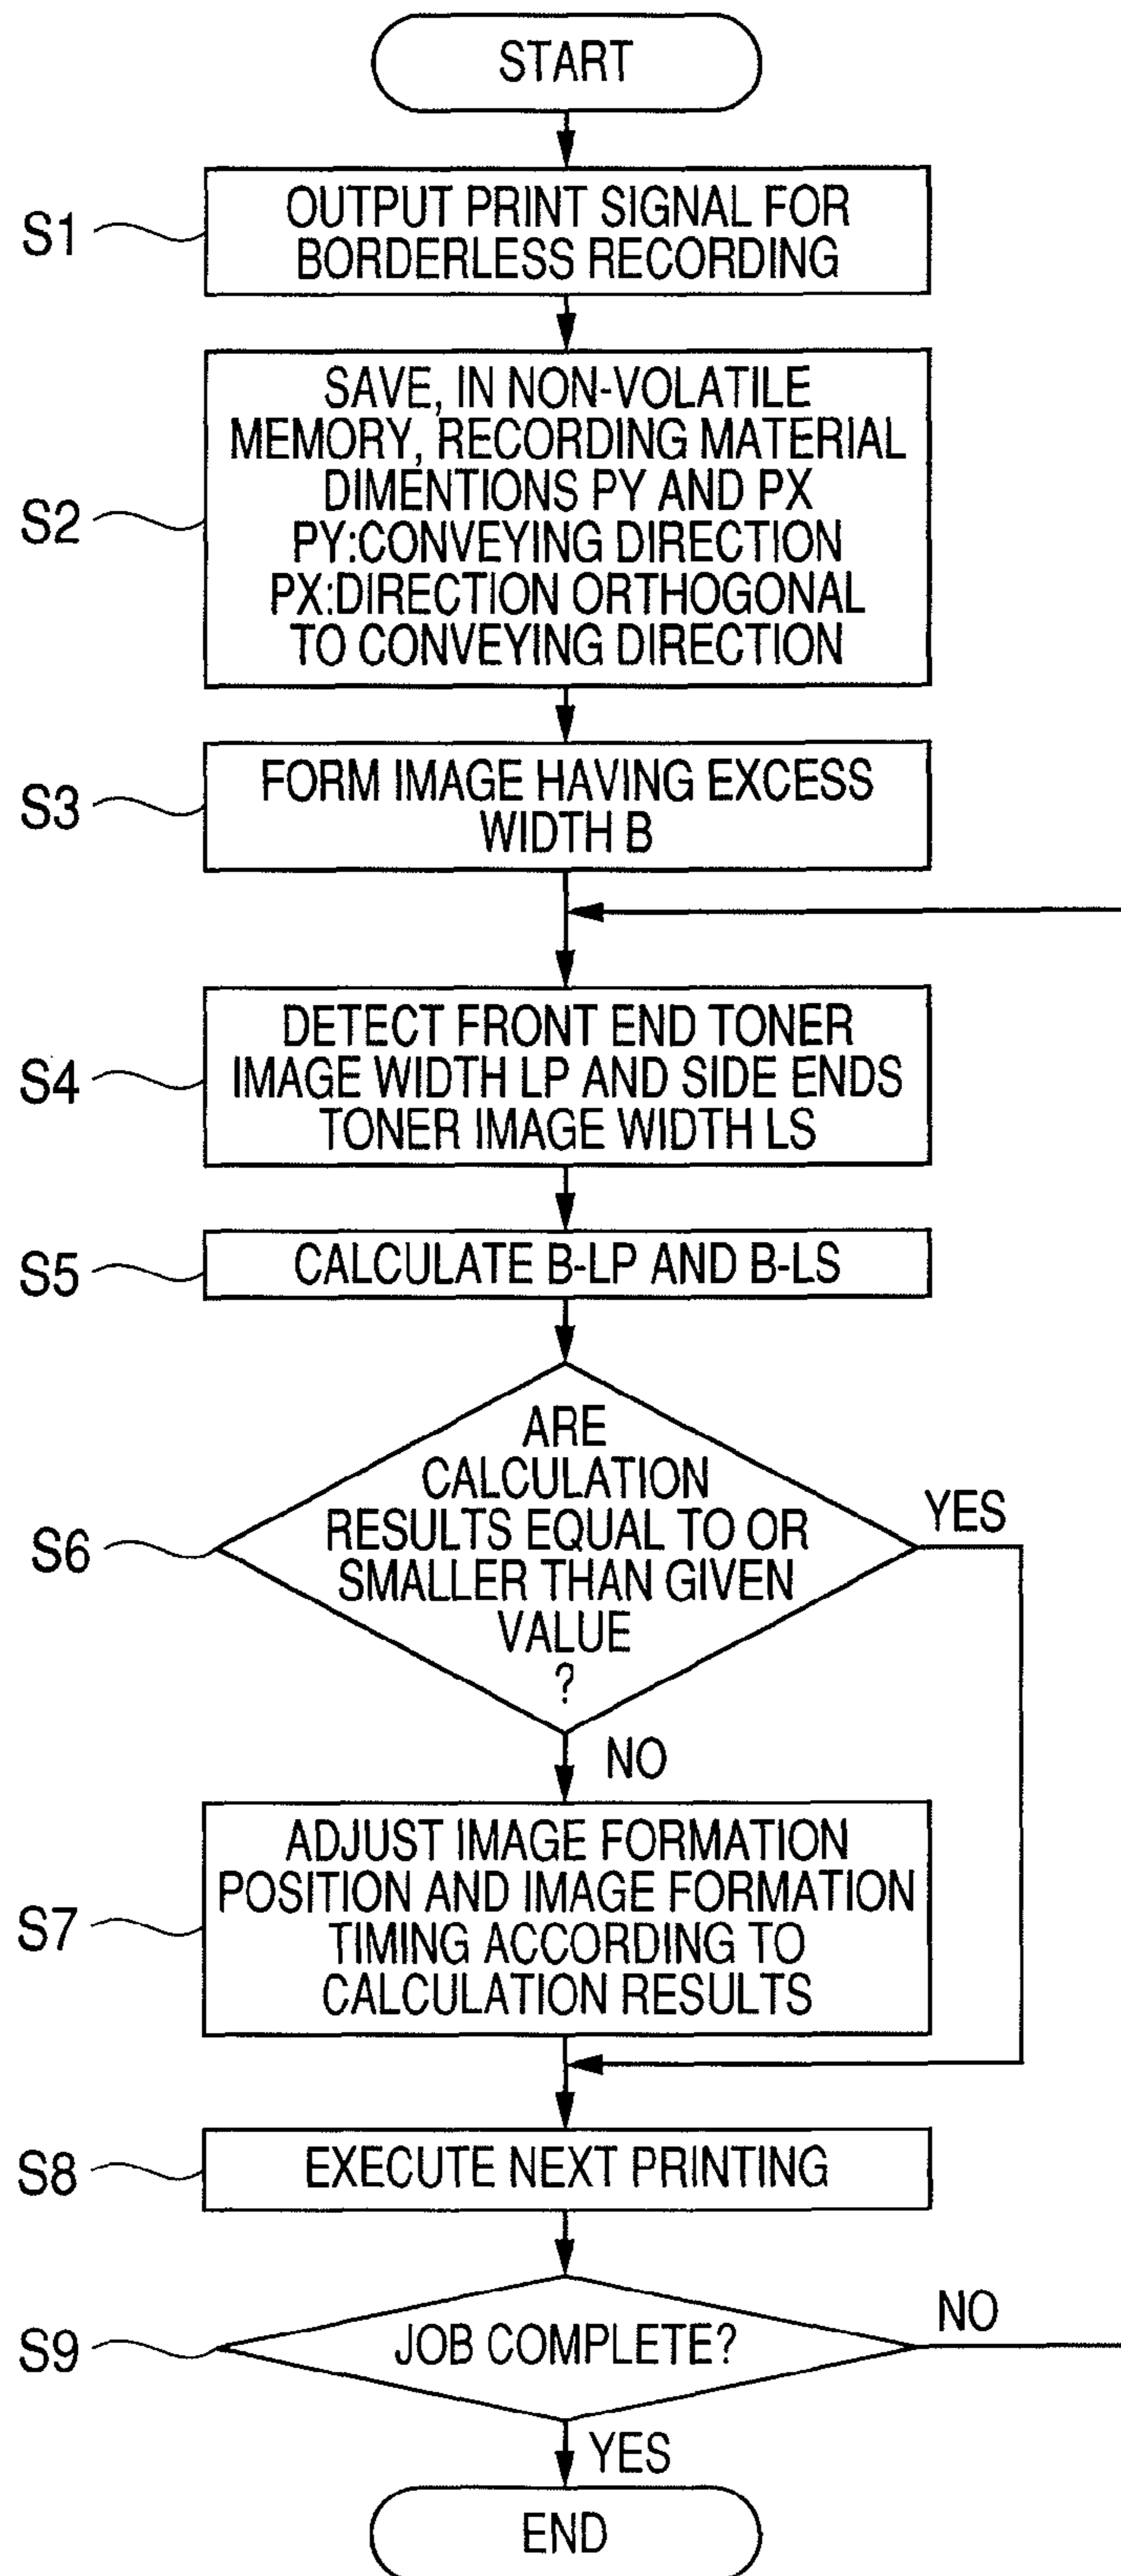 START
S1
OUTPUT PRINT SIGNAL FOR
BORDERLESS RECORDING
S2
SAVE, IN NON-VOLATILE
MEMORY, RECORDING MATERIAL
DIMENTIONS PY AND PX
PY:CONVEYING DIRECTION
PX:DIRECTION ORTHOGONAL
TO CONVEYING DIRECTION
S3
FORM IMAGE HAVING EXCESS
WIDTH B
S4
DETECT FRONT END TONER
IMAGE WIDTH LP AND SIDE ENDS
TONER IMAGE WIDTH LS
S5
CALCULATE B-LP AND B-LS
S6
ARE
CALCULATION
RESULTS EQUAL TO OR
SMALLER THAN GIVEN
VALUE
?
YES
NO
S7
ADJUST IMAGE FORMATION
POSITION AND IMAGE FORMATION
TIMING ACCORDING TO
CALCULATION RESULTS
S8
EXECUTE NEXT PRINTING
S9
JOB COMPLETE?
NO
YES
END